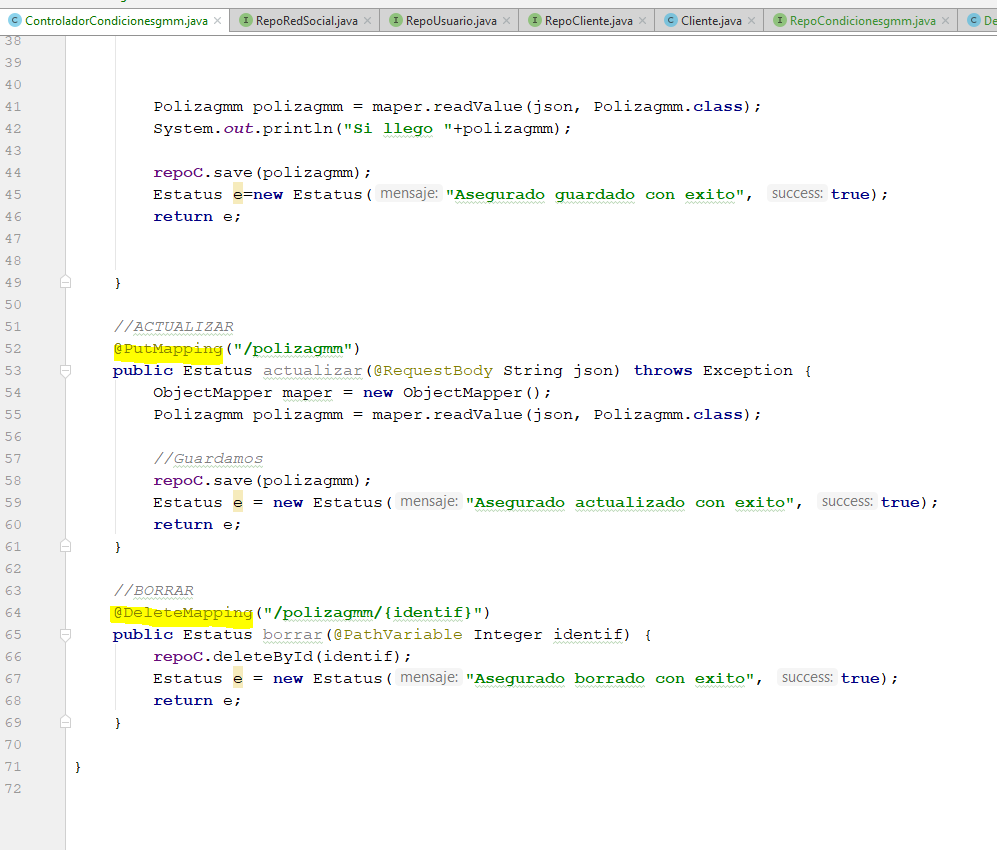 ControladorCondicionesgmm.java RepoRedSocial.java RepoUsuario.java RepoCliente.java Cliente.java RepoCondicionesgmm.java De
38
39
40
41 Polizagmm polizagmm = maper.readValue(json, Polizagmm.class);
42 System.out.println("Si llego "+polizagmm);
43
44 repoC.save(polizagmm);
45 Estatus e=new Estatus( mensaje: "Asegurado guardado con exito", success: true);
46 return e;
47
48
49 }
50
51 //ACTUALIZAR
52 @PutMapping("/polizagmm")
53 public Estatus actualizar(@RequestBody String json) throws Exception {
54 ObjectMapper maper = new ObjectMapper();
55 Polizagmm polizagmm = maper.readValue(json, Polizagmm.class);
56
57 //Guardamos
58 repoC.save(polizagmm);
59 Estatus e = new Estatus( mensaje: "Asegurado actualizado con exito", success: true);
60 return e;
61 }
62
63 //BORRAR
64 @DeleteMapping("/polizagmm/{identif}")
65 public Estatus borrar(@PathVariable Integer identif) {
66 repoC.deleteById(identif);
67 Estatus e = new Estatus( mensaje: "Asegurado borrado con exito", success: true);
68 return e;
69 }
70
71 }
72